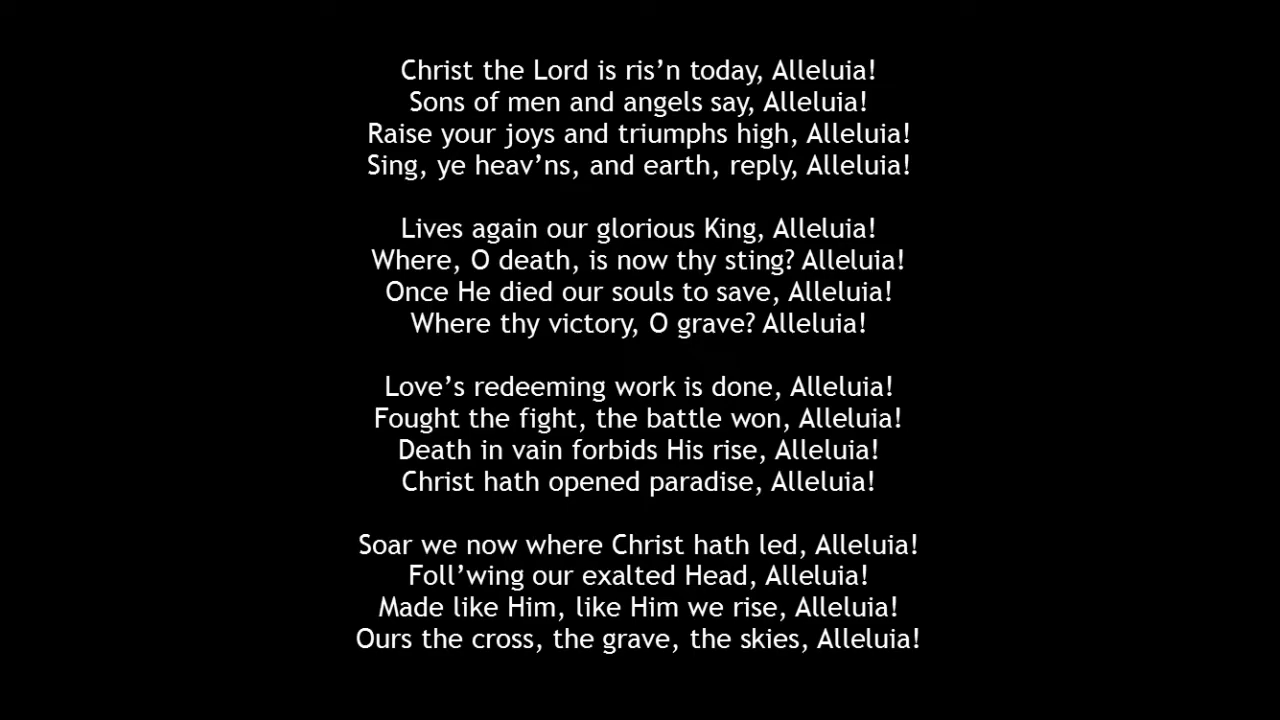 Christ the Lord is ris’n today, Alleluia!
Sons of men and angels say, Alleluia!
Raise your joys and triumphs high, Alleluia!
Sing, ye heav’ns, and earth, reply, Alleluia!
Lives again our glorious King, Alleluia!
Where, O death, is now thy sting? Alleluia!
Once He died our souls to save, Alleluia!
Where thy victory, O grave? Alleluia!
Love’s redeeming work is done, Alleluia!
Fought the fight, the battle won, Alleluia!
Death in vain forbids His rise, Alleluia!
Christ hath opened paradise, Alleluia!
Soar we now where Christ hath led, Alleluia!
Foll’wing our exalted Head, Alleluia!
Made like Him, like Him we rise, Alleluia!
Ours the cross, the grave, the skies, Alleluia!